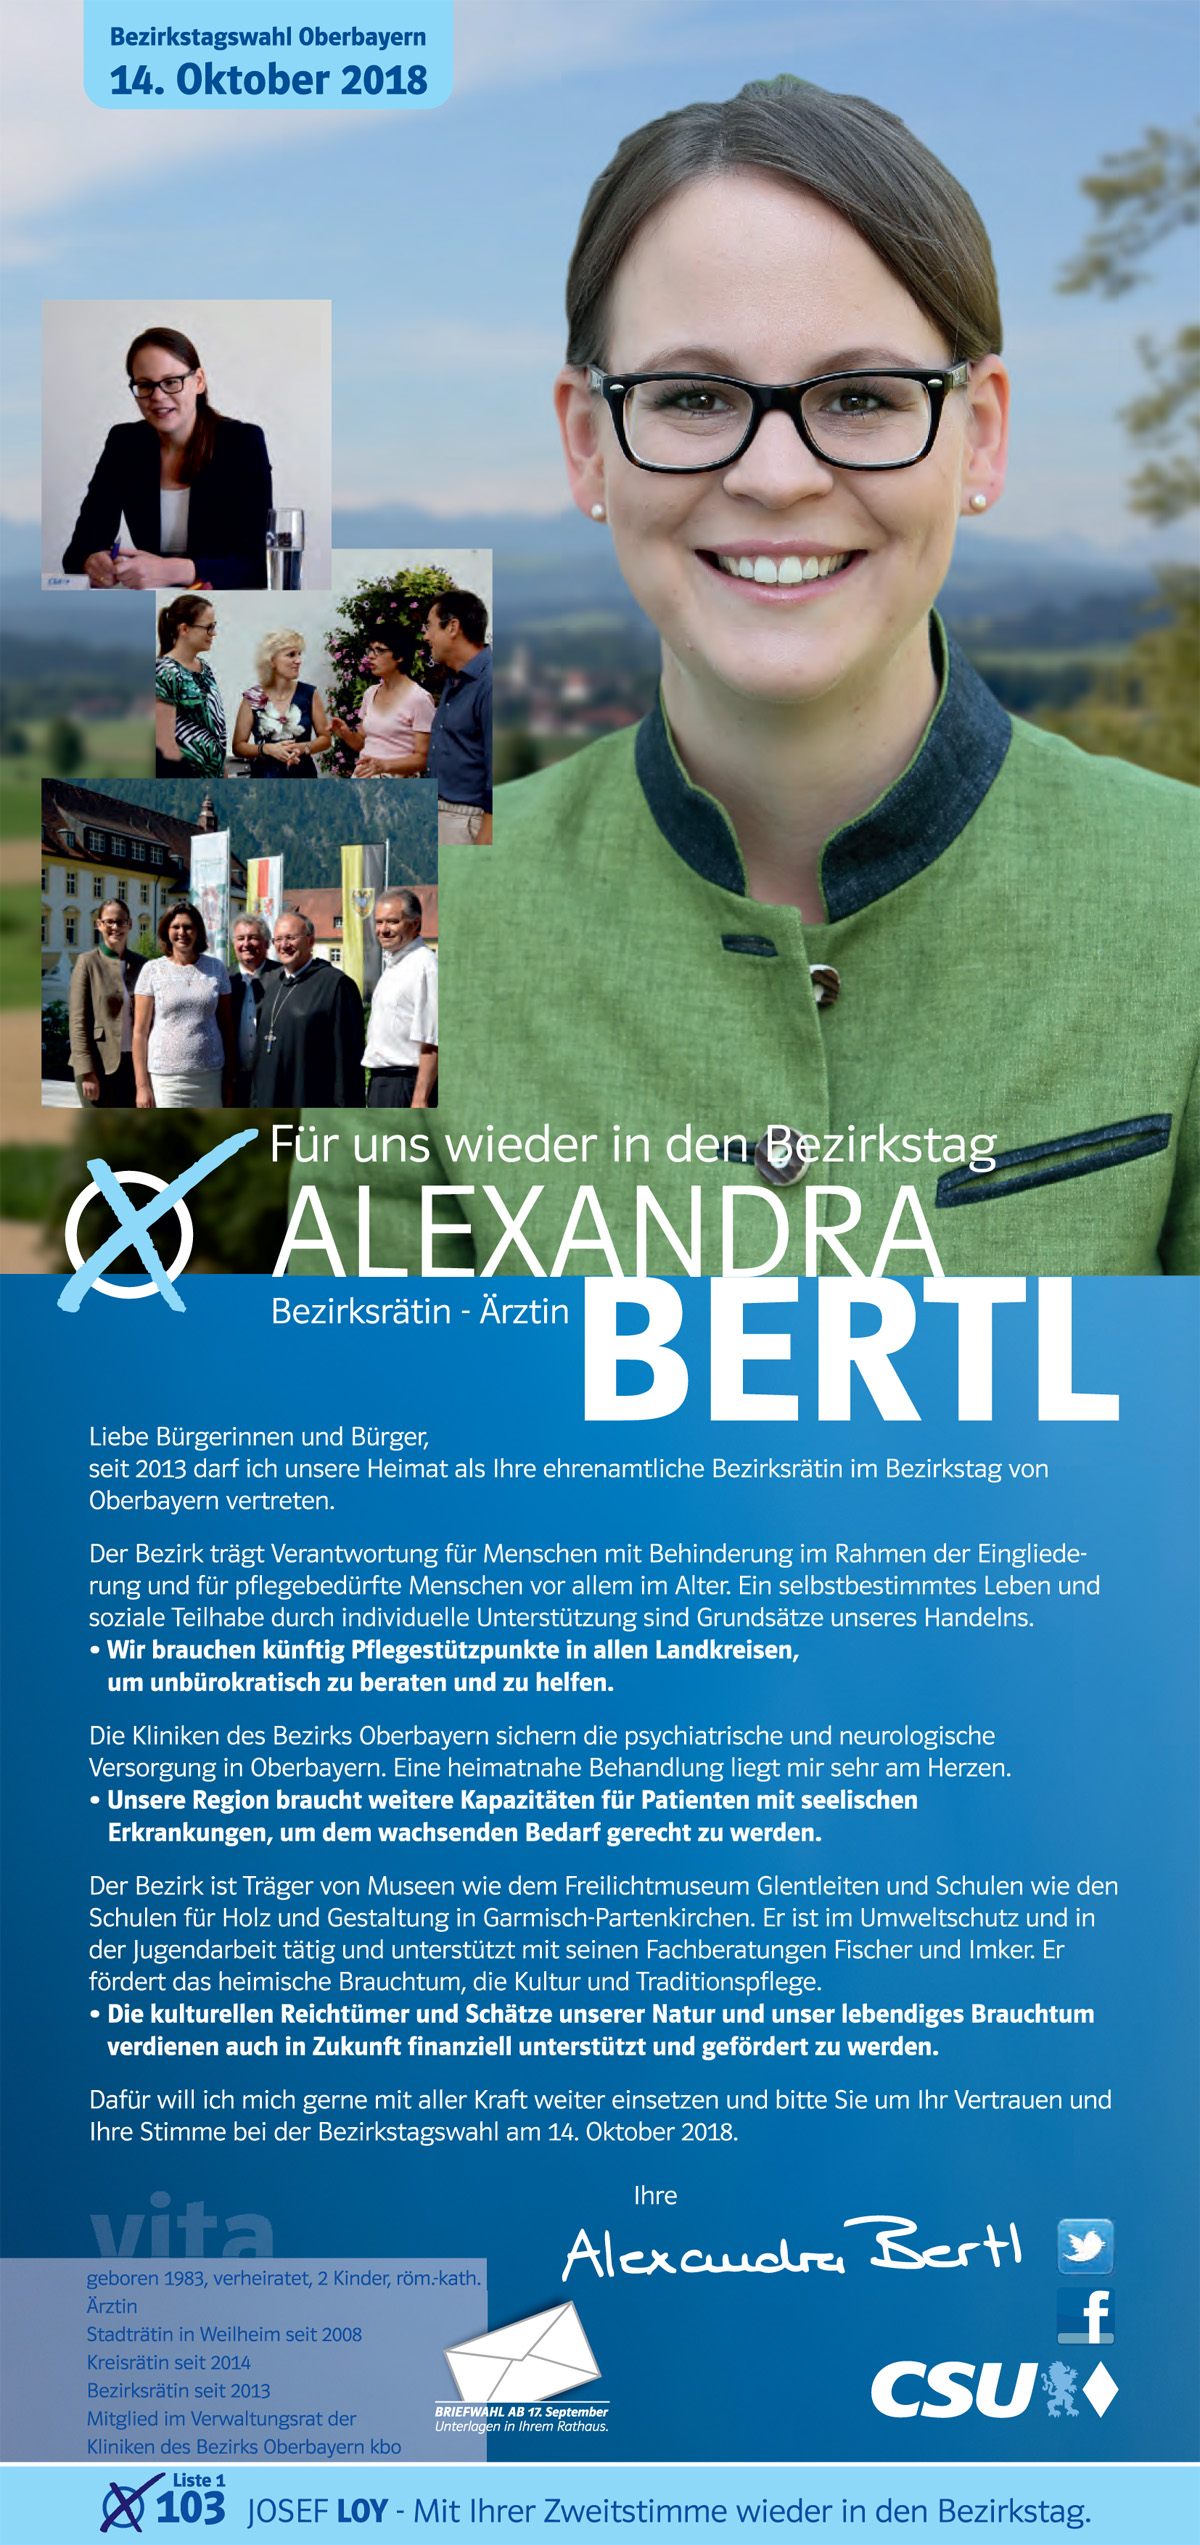 Bezirkstagswahl Oberbayern
14. Oktober 2018
Für uns wieder in den Bezirkstag
ALEXANDRA
Bezirksrätin - Ärztin
BERTL
Liebe Bürgerinnen und Bürger,
seit 2013 darf ich unsere Heimat als Ihre ehrenamtliche Bezirksrätin im Bezirkstag von
Oberbayern vertreten.
Der Bezirk trägt Verantwortung für Menschen mit Behinderung im Rahmen der Eingliede-
rung und für pflegebedürfte Menschen vor allem im Alter. Ein selbstbestimmtes Leben und
soziale Teilhabe durch individuelle Unterstützung sind Grundsätze unseres Handelns.
• Wir brauchen künftig Pflegestützpunkte in allen Landkreisen,
um unbürokratisch zu beraten und zu helfen.
Die Kliniken des Bezirks Oberbayern sichern die psychiatrische und neurologische
Versorgung in Oberbayern. Eine heimatnahe Behandlung liegt mir sehr am Herzen.
• Unsere Region braucht weitere Kapazitäten für Patienten mit seelischen
Erkrankungen, um dem wachsenden Bedarf gerecht zu werden.
Der Bezirk ist Träger von Museen wie dem Freilichtmuseum Glentleiten und Schulen wie den
Schulen für Holz und Gestaltung in Garmisch-Partenkirchen. Er ist im Umweltschutz und in
der Jugendarbeit tätig und unterstützt mit seinen Fachberatungen Fischer und Imker. Er
fördert das heimische Brauchtum, die Kultur und Traditionspflege.
• Die kulturellen Reichtümer und Schätze unserer Natur und unser lebendiges Brauchtum
verdienen auch in Zukunft finanziell unterstützt und gefördert zu werden.
Dafür will ich mich gerne mit aller Kraft weiter einsetzen und bitte Sie um Ihr Vertrauen und
Ihre Stimme bei der Bezirkstagswahl am 14. Oktober 2018.
Ihre
Alexandra Bertl
vita
geboren 1983, verheiratet, 2 Kinder, röm.-kath.
Ärztin
Stadträtin in Weilheim seit 2008
Kreisrätin seit 2014
Bezirksrätin seit 2013
Mitglied im Verwaltungsrat der
Kliniken des Bezirks Oberbayern kbo
BRIEFWAHL AB 17. September
Unterlagen in Ihrem Rathaus.
f
CSU
Liste 1
103 JOSEF LOY - Mit Ihrer Zweitstimme wieder in den Bezirkstag.